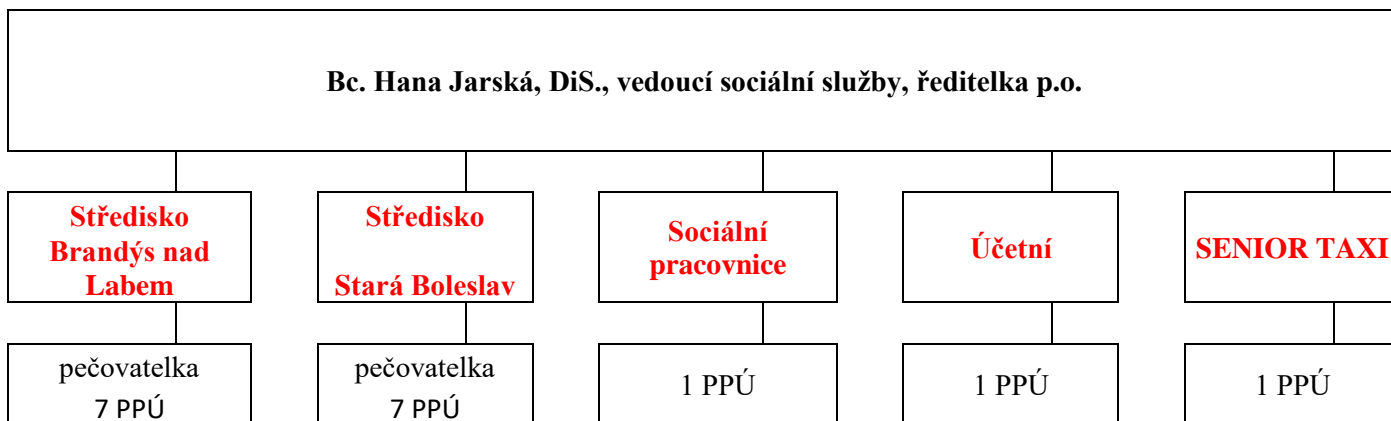 Bc. Hana Jarská, DiS., vedoucí sociální služby, ředitelka p.o.
Středisko
Brandýs nad
Labem
Středisko
Stará Boleslav
Sociální
pracovnice
Účetní
SENIOR TAXI
pečovatelka
7 PPÚ
pečovatelka
7 PPÚ
1 PPÚ
1 PPÚ
1 PPÚ